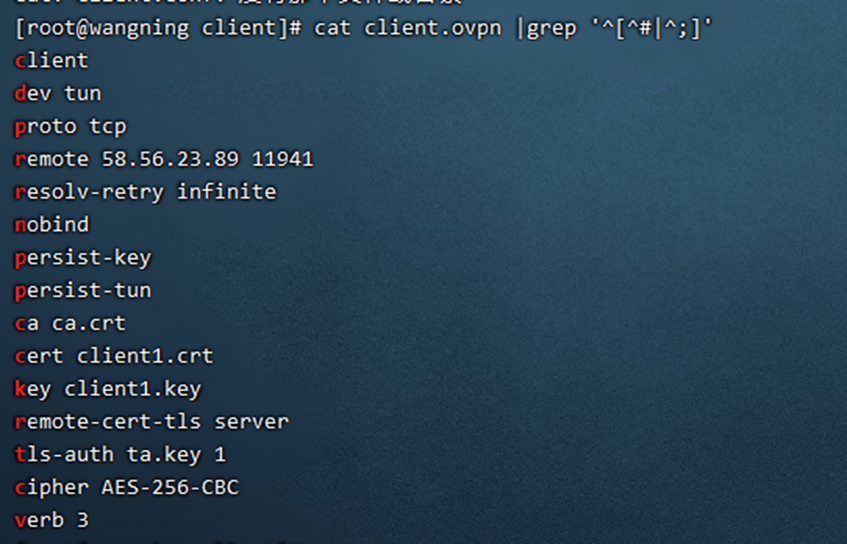 [root@wangning client]# cat client.ovpn |grep '^[^#|^;]'
client
dev tun
proto tcp
remote 58.56.23.89 11941
resolv-retry infinite
nobind
persist-key
persist-tun
ca ca.crt
cert client1.crt
key client1.key
remote-cert-tls server
tls-auth ta.key 1
cipher AES-256-CBC
verb 3